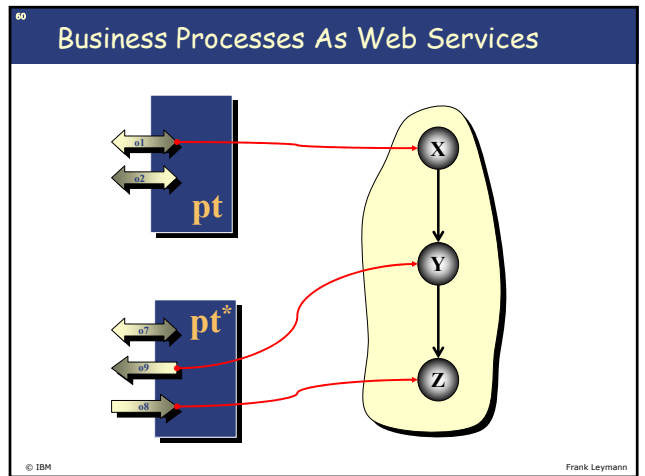 60
Business Processes As Web Services
o1
o2
pt
X
Y
Z
pt*
o7
o9
o8
© IBM
Frank Leymann